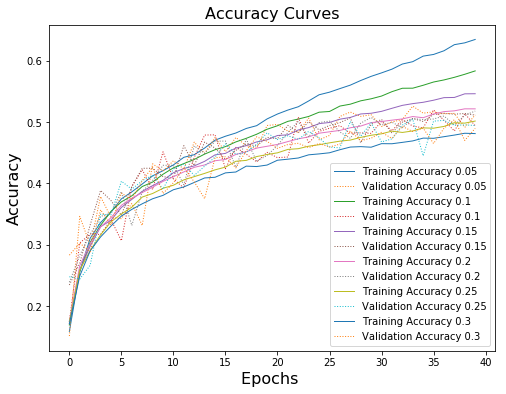 Accuracy Curves
Accuracy
0.6
0.5
0.4
0.3
0.2
Training Accuracy 0.05
Validation Accuracy 0.05
Training Accuracy 0.1
Validation Accuracy 0.1
Training Accuracy 0.15
Validation Accuracy 0.15
Training Accuracy 0.2
Validation Accuracy 0.2
Training Accuracy 0.25
Validation Accuracy 0.25
Training Accuracy 0.3
Validation Accuracy 0.3
0 5 10 15 20 25 30 35 40
Epochs